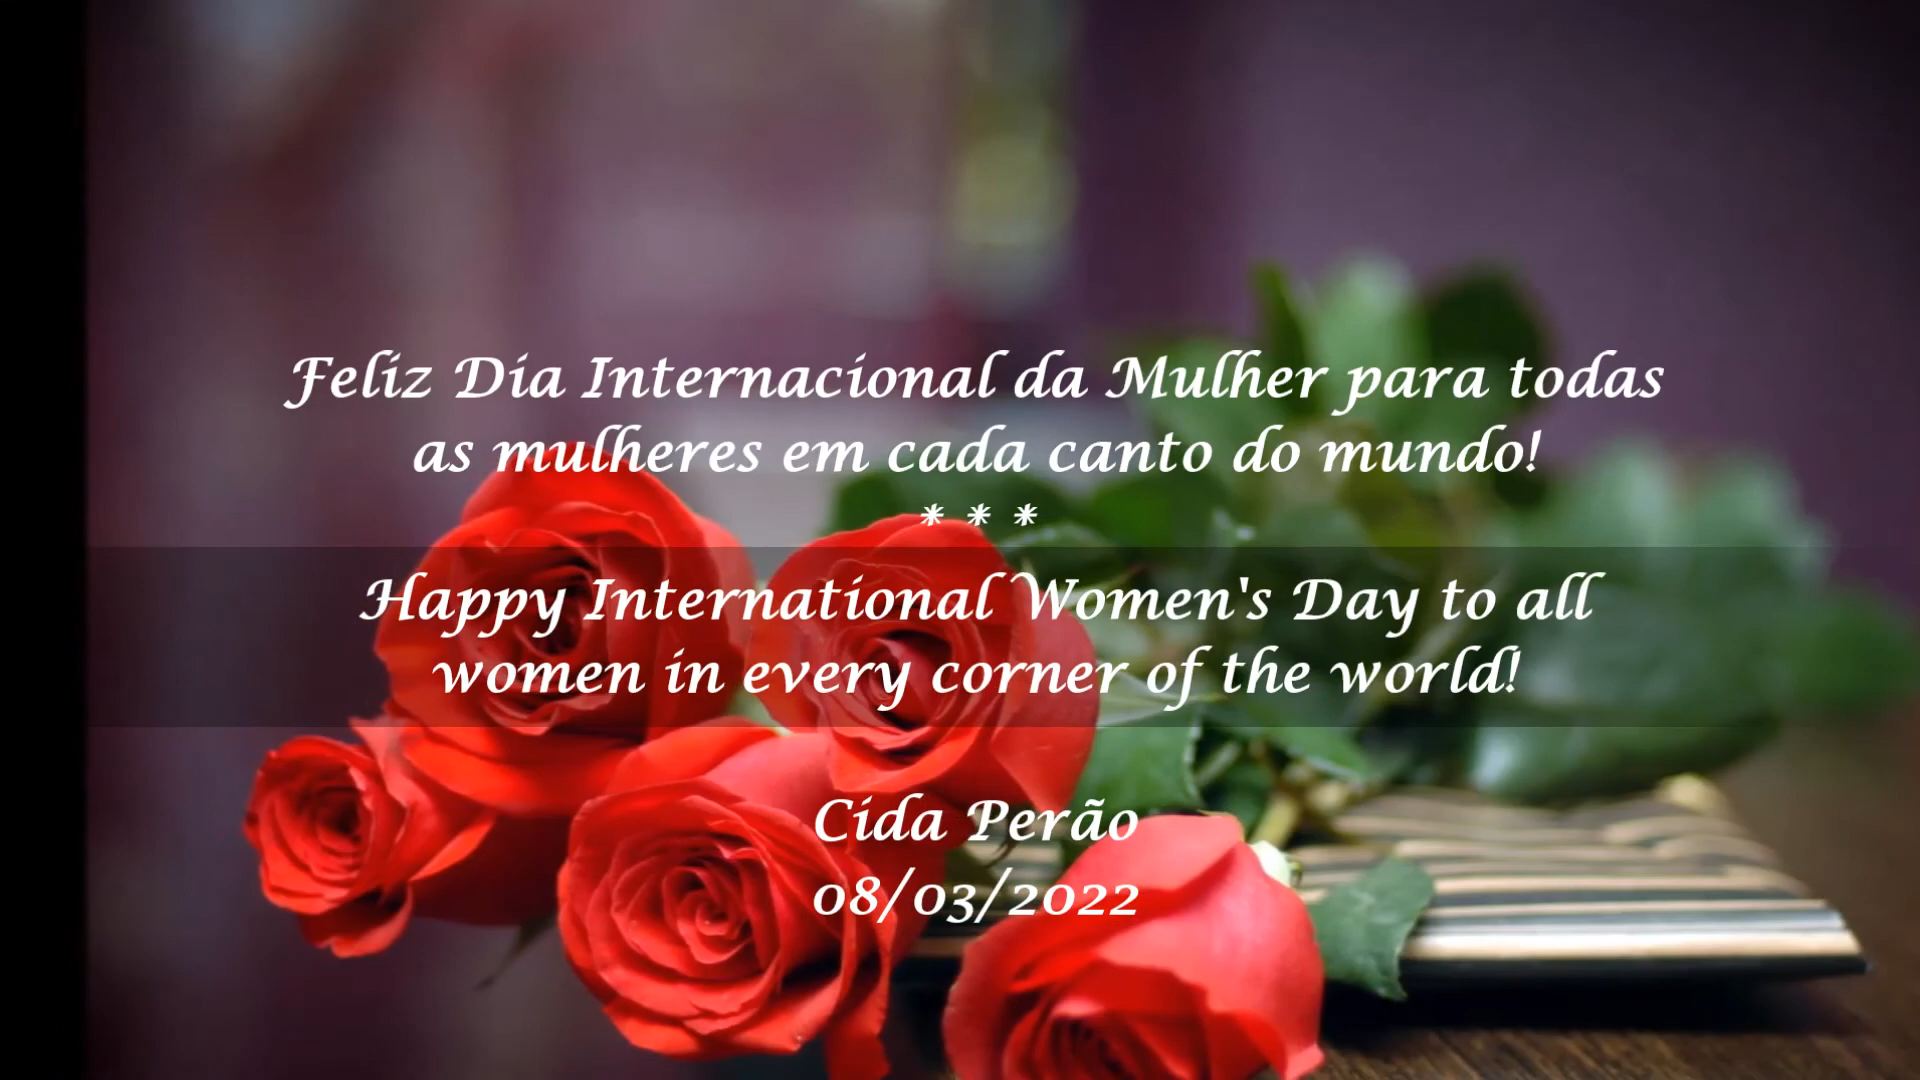 Feliz Dia Internacional da Mulher para todas
as mulheres em cada canto do mundo!
* * *
Happy International Women's Day to all
women in every corner of the world!
Cida Perão
08/03/2022